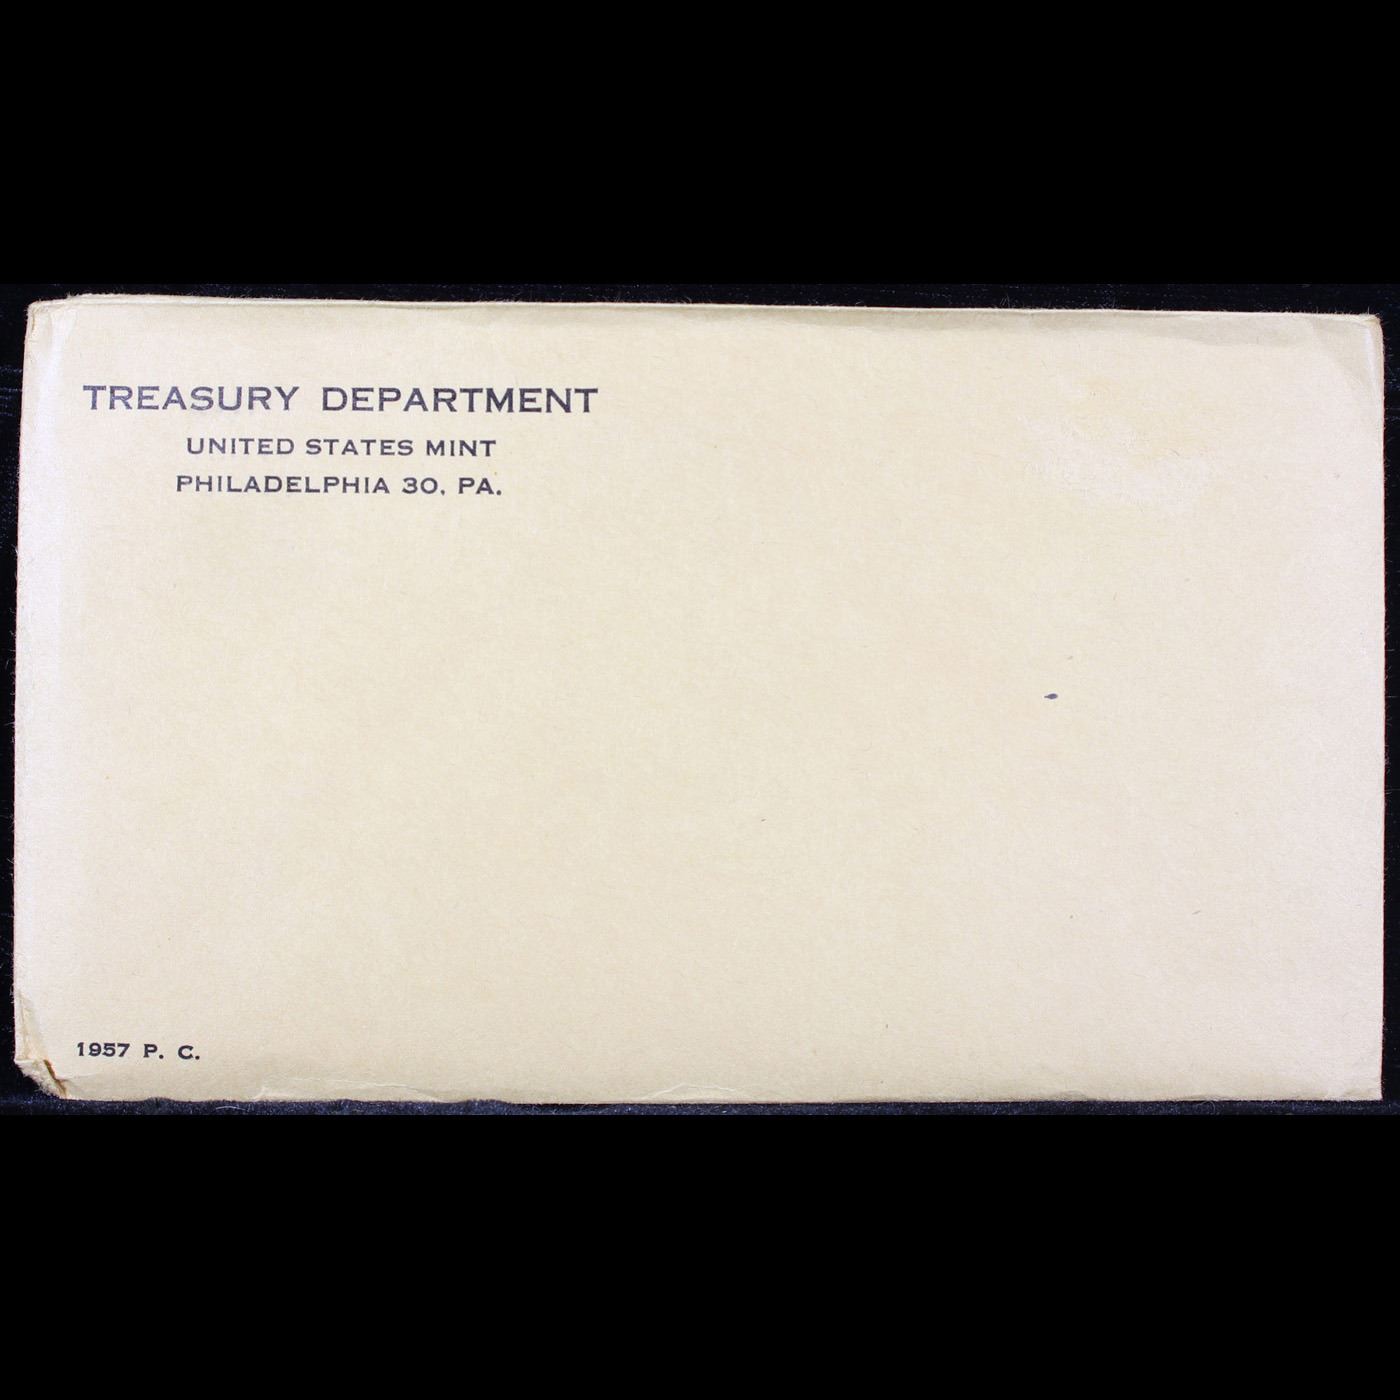 TREASURY DEPARTMENT
UNITED STATES MINT
PHILADELPHIA 30, PA.
1957 P. C.